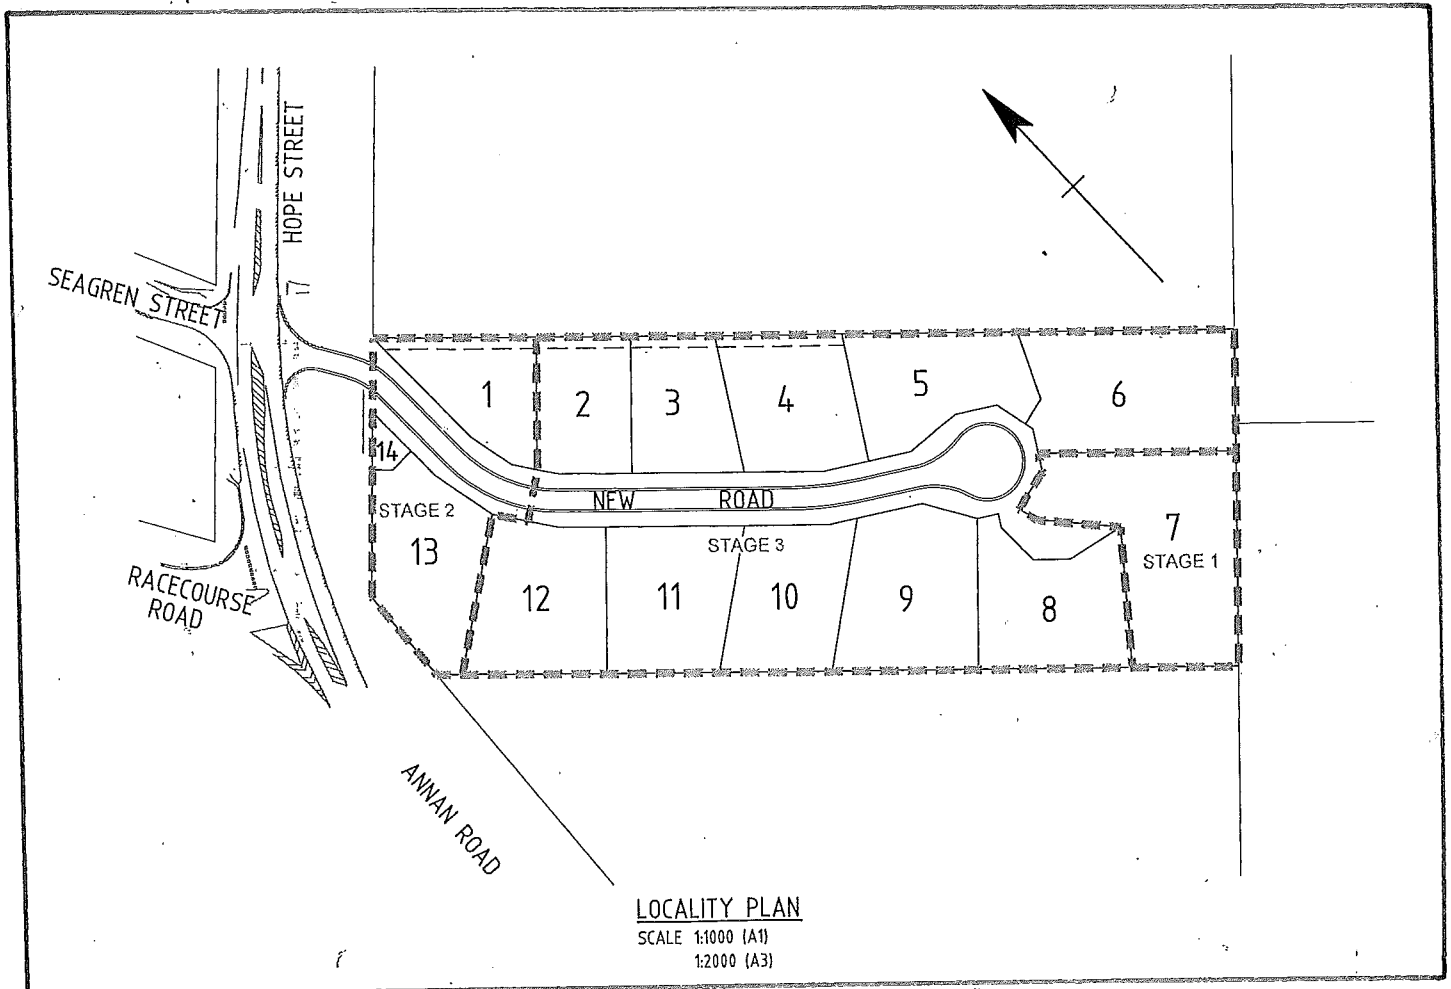 HOPE STREET
SEAGREN STREET
1
2
3
4
5
6
14
STAGE 2
NEW ROAD
7
STAGE 1
STAGE 3
13
12
11
10
9
8
RACECOURSE
ROAD
ANNAN ROAD
LOCALITY PLAN
SCALE 1:1000 (A1)
1:2000 (A3)